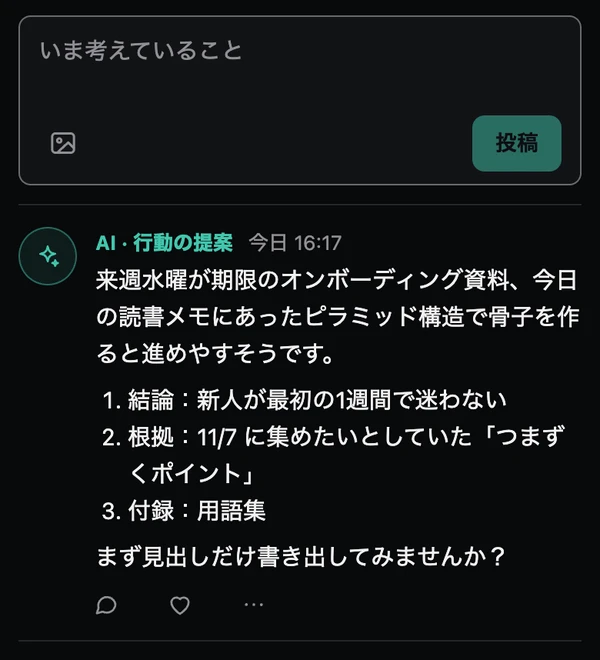 いま考えていること
投稿
AI · 行動の提案 今日 16:17
来週水曜が期限のオンボーディング資料、今日
の読書メモにあったピラミッド構造で骨子を作
ると進めやすそうです。
1. 結論：新人が最初の1週間で迷わない
2. 根拠：11/7 に集めたいとしていた「つまず
くポイント」
3. 付録：用語集
まず見出しだけ書き出してみませんか？